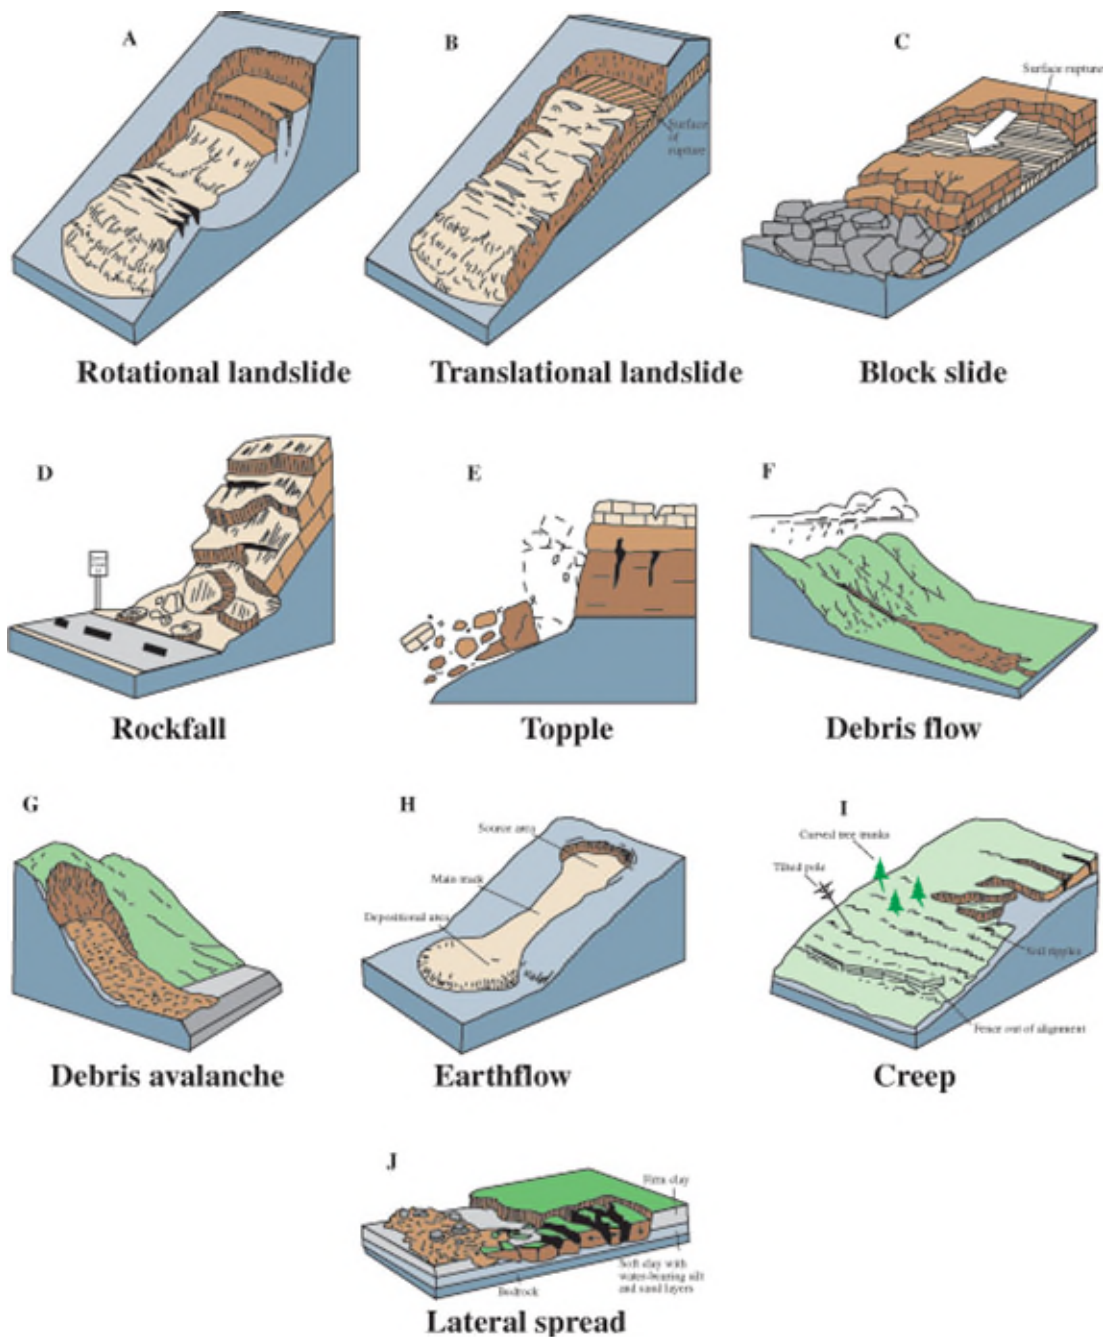 A
B
C
Surface rupture
Surface
of
rupture
Toe
Rotational landslide
Translational landslide
Block slide
D
E
F
Rockfall
Topple
Debris flow
G
H
I
Source area
Main track
Depositional area
Curved tree trunks
Tilted pole
Soil ripples
Fence out of alignment
Debris avalanche
Earthflow
Creep
J
Firm clay
Soft clay with
water-bearing silt
and sand layers
Bedrock
Lateral spread